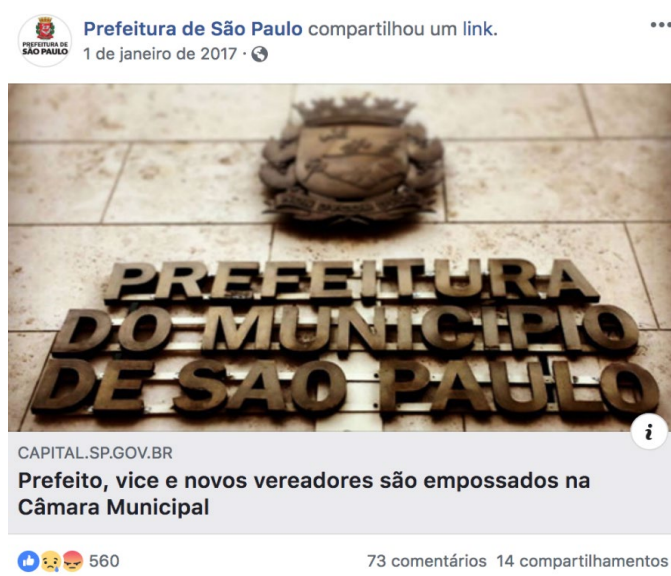 PREFEITURA DE
SÃO PAULO
Prefeitura de São Paulo compartilhou um link.
1 de janeiro de 2017 ·
PREFEITURA
DO MUNICÍPIO
DE SÃO PAULO
i
CAPITAL.SP.GOV.BR
Prefeito, vice e novos vereadores são empossados na
Câmara Municipal
560
73 comentários 14 compartilhamentos